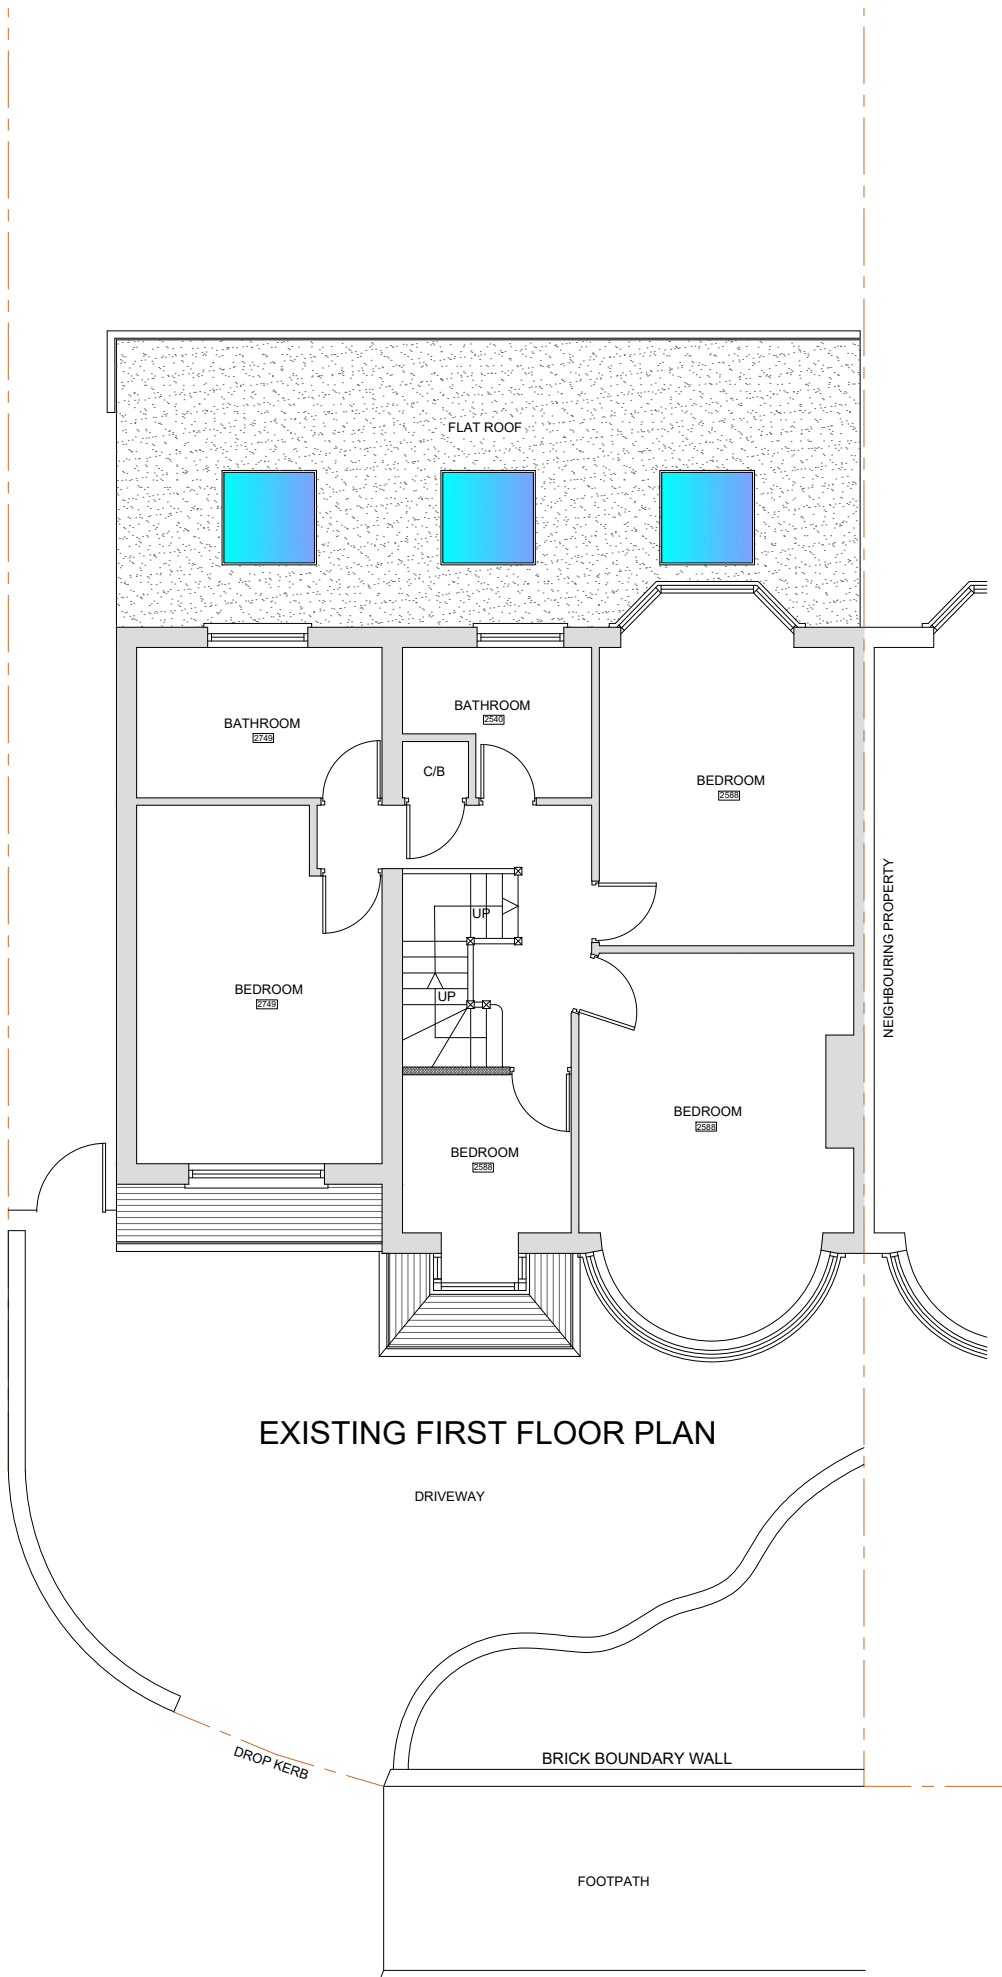 FLAT ROOF
BATHROOM
2749
BATHROOM
2540
C/B
BEDROOM
2588
UP
UP
BEDROOM
2749
NEIGHBOURING PROPERTY
BEDROOM
2588
BEDROOM
2588
EXISTING FIRST FLOOR PLAN
DRIVEWAY
DROP KERB
BRICK BOUNDARY WALL
FOOTPATH